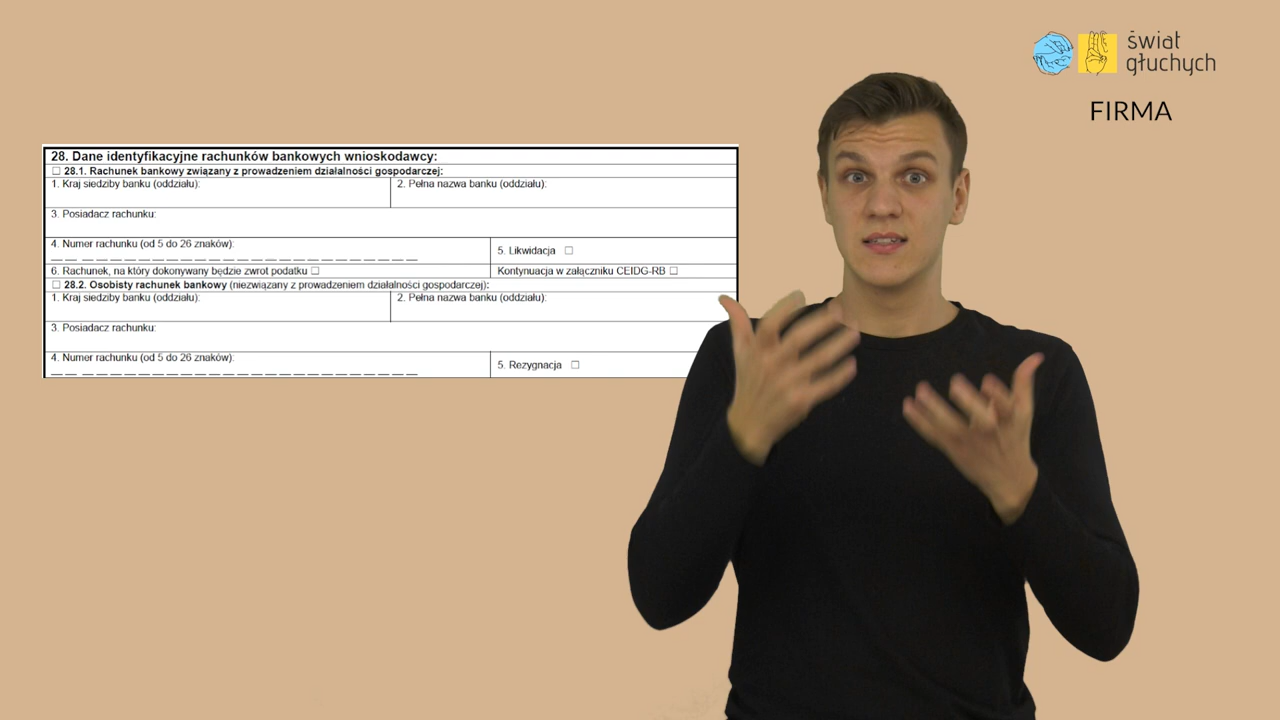 świat
głuchych
FIRMA
28. Dane identyfikacyjne rachunków bankowych wnioskodawcy:
☐ 28.1. Rachunek bankowy związany z prowadzeniem działalności gospodarczej:
1. Kraj siedziby banku (oddziału):
2. Pełna nazwa banku (oddziału):
3. Posiadacz rachunku:
4. Numer rachunku (od 5 do 26 znaków):
5. Likwidacja ☐
6. Rachunek, na który dokonywany będzie zwrot podatku ☐
Kontynuacja w załączniku CEIDG-RB ☐
☐ 28.2. Osobisty rachunek bankowy (niezwiązany z prowadzeniem działalności gospodarczej):
1. Kraj siedziby banku (oddziału):
2. Pełna nazwa banku (oddziału):
3. Posiadacz rachunku:
4. Numer rachunku (od 5 do 26 znaków):
5. Rezygnacja ☐